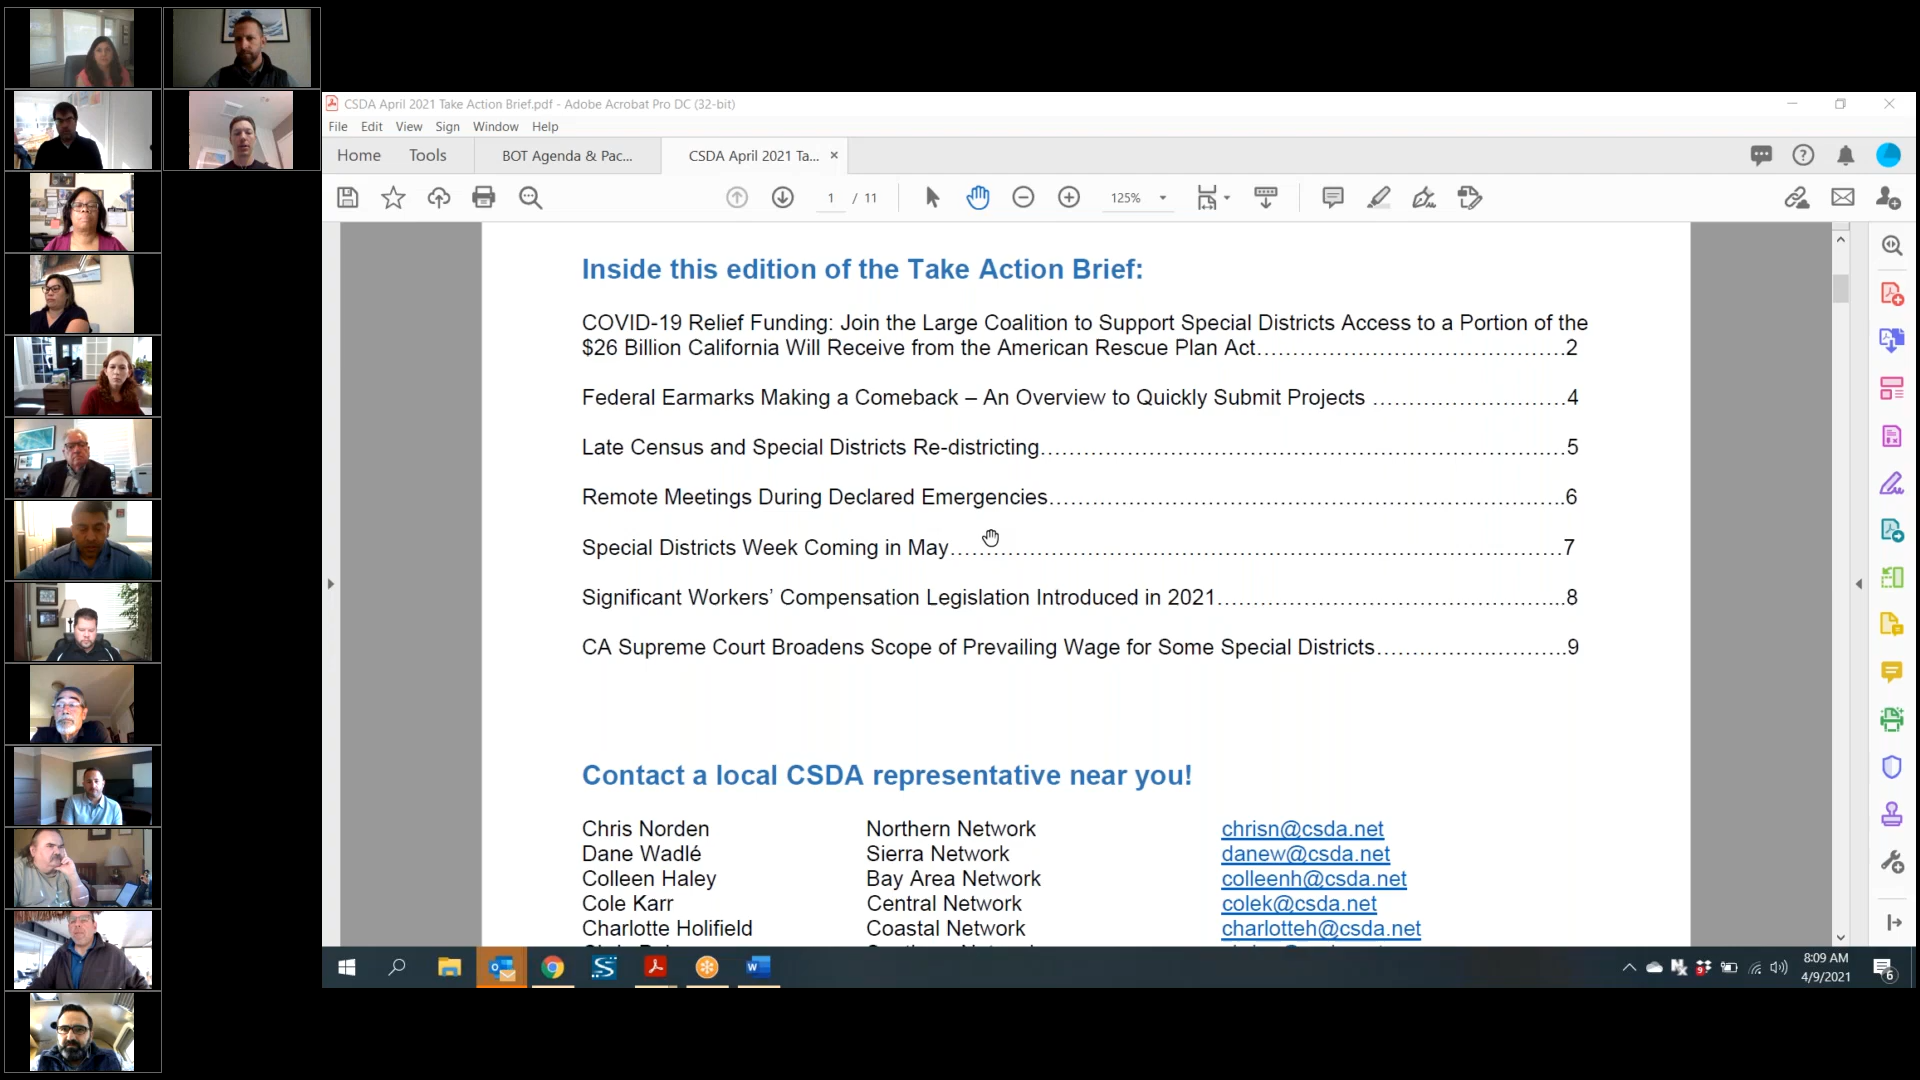 CSDA April 2021 Take Action Brief.pdf - Adobe Acrobat Pro DC (32-bit)
File Edit View Sign Window Help
Home Tools BOT Agenda & Pac... CSDA April 2021 Ta... ×
1 / 11 125%
Inside this edition of the Take Action Brief:
COVID-19 Relief Funding: Join the Large Coalition to Support Special Districts Access to a Portion of the
$26 Billion California Will Receive from the American Rescue Plan Act……………………………………2
Federal Earmarks Making a Comeback – An Overview to Quickly Submit Projects ………………………4
Late Census and Special Districts Re-districting……………………………………………………………………5
Remote Meetings During Declared Emergencies…………………………………………………………………..6
Special Districts Week Coming in May………………………………………………………………………………7
Significant Workers’ Compensation Legislation Introduced in 2021……………………………………………..8
CA Supreme Court Broadens Scope of Prevailing Wage for Some Special Districts………………………..9
Contact a local CSDA representative near you!
Chris Norden Northern Network chrisn@csda.net
Dane Wadlé Sierra Network danew@csda.net
Colleen Haley Bay Area Network colleenh@csda.net
Cole Karr Central Network colek@csda.net
Charlotte Holifield Coastal Network charlotteh@csda.net
8:09 AM
4/9/2021
6